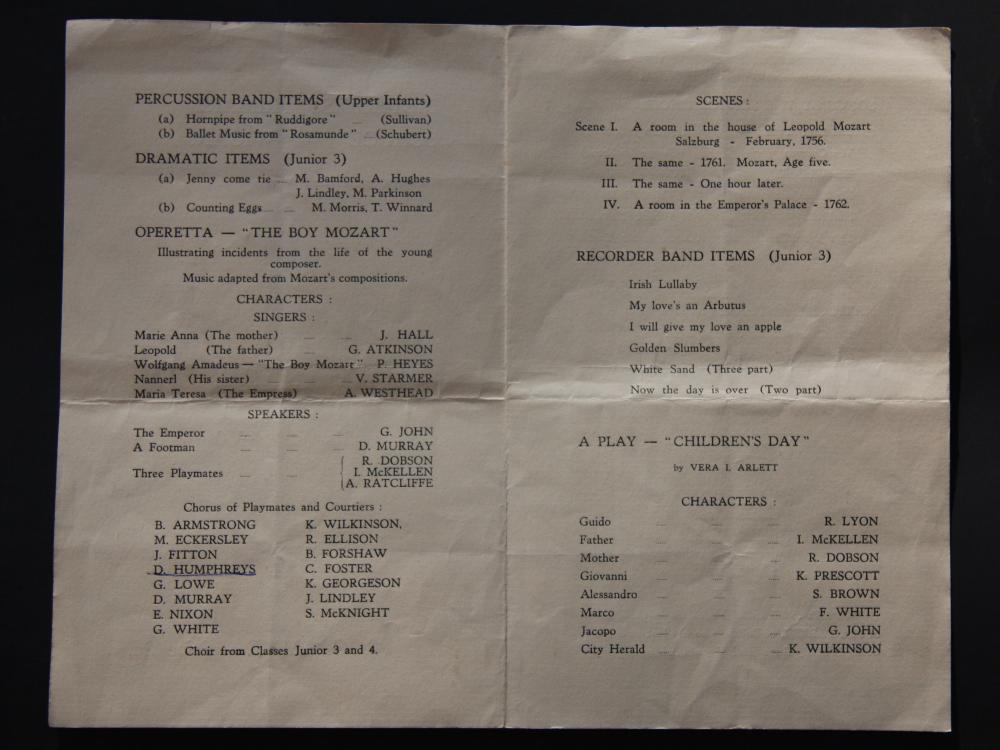 PERCUSSION BAND ITEMS (Upper Infants)
(a) Hornpipe from "Ruddigore" (Sullivan)
(b) Ballet Music from "Rosamunde" (Schubert)
DRAMATIC ITEMS (Junior 3)
(a) Jenny come tie M. Bamford, A. Hughes
J. Lindley, M. Parkinson
(b) Counting Eggs M. Morris, T. Winnard
OPERETTA — "THE BOY MOZART"
Illustrating incidents from the life of the young
composer.
Music adapted from Mozart's compositions.
CHARACTERS :
SINGERS :
Marie Anna (The mother) J. HALL
Leopold (The father) G. ATKINSON
Wolfgang Amadeus — "The Boy Mozart" P. HEYES
Nannerl (His sister) V. STARMER
Maria Teresa (The Empress) A. WESTHEAD
SPEAKERS :
The Emperor G. JOHN
A Footman D. MURRAY
R. DOBSON
Three Playmates I. McKELLEN
A. RATCLIFFE
Chorus of Playmates and Courtiers :
B. ARMSTRONG K. WILKINSON,
M. ECKERSLEY R. ELLISON
J. FITTON B. FORSHAW
D. HUMPHREYS C. FOSTER
G. LOWE K. GEORGESON
D. MURRAY J. LINDLEY
E. NIXON S. McKNIGHT
G. WHITE
Choir from Classes Junior 3 and 4.
SCENES :
Scene I. A room in the house of Leopold Mozart
Salzburg - February, 1756.
II. The same - 1761. Mozart, Age five.
III. The same - One hour later.
IV. A room in the Emperor's Palace - 1762.
RECORDER BAND ITEMS (Junior 3)
Irish Lullaby
My love's an Arbutus
I will give my love an apple
Golden Slumbers
White Sand (Three part)
Now the day is over (Two part)
A PLAY — "CHILDREN'S DAY"
by VERA I. ARLETT
CHARACTERS :
Guido R. LYON
Father I. McKELLEN
Mother R. DOBSON
Giovanni K. PRESCOTT
Alessandro S. BROWN
Marco F. WHITE
Jacopo G. JOHN
City Herald K. WILKINSON